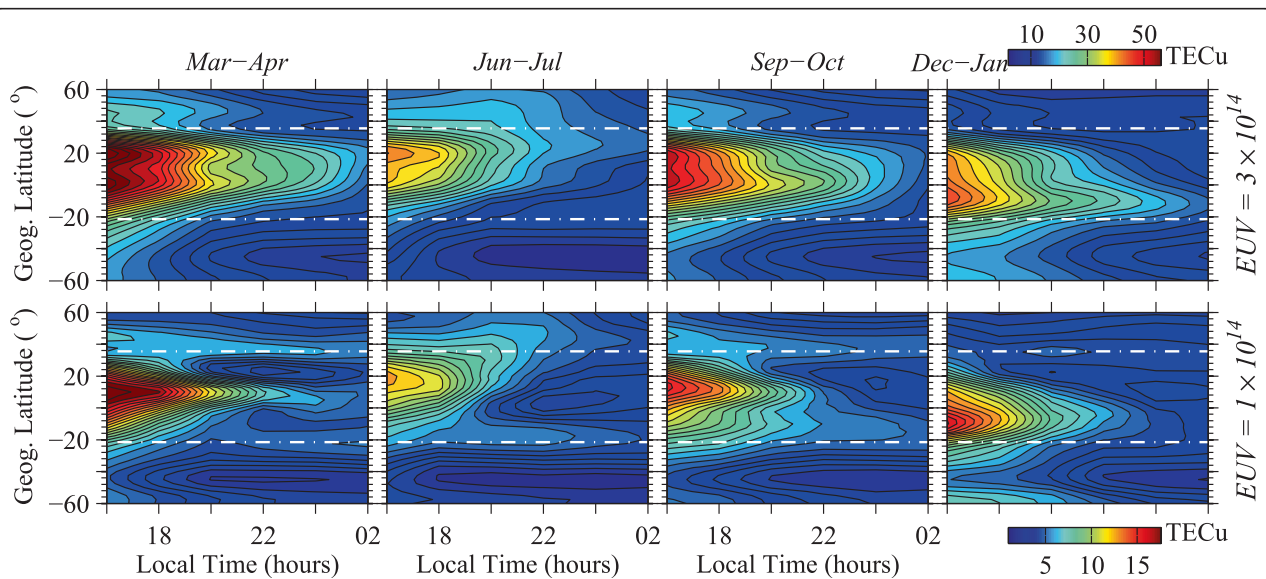 10 30 50
TECu
Mar−Apr Jun−Jul Sep−Oct Dec−Jan
60
20
−20
−60
Geog. Latitude ( °)
EUV = 3 × 10^14
60
20
−20
−60
Geog. Latitude ( °)
EUV = 1 × 10^14
18 22 02 18 22 02 18 22 02
Local Time (hours) Local Time (hours) Local Time (hours)
TECu
5 10 15